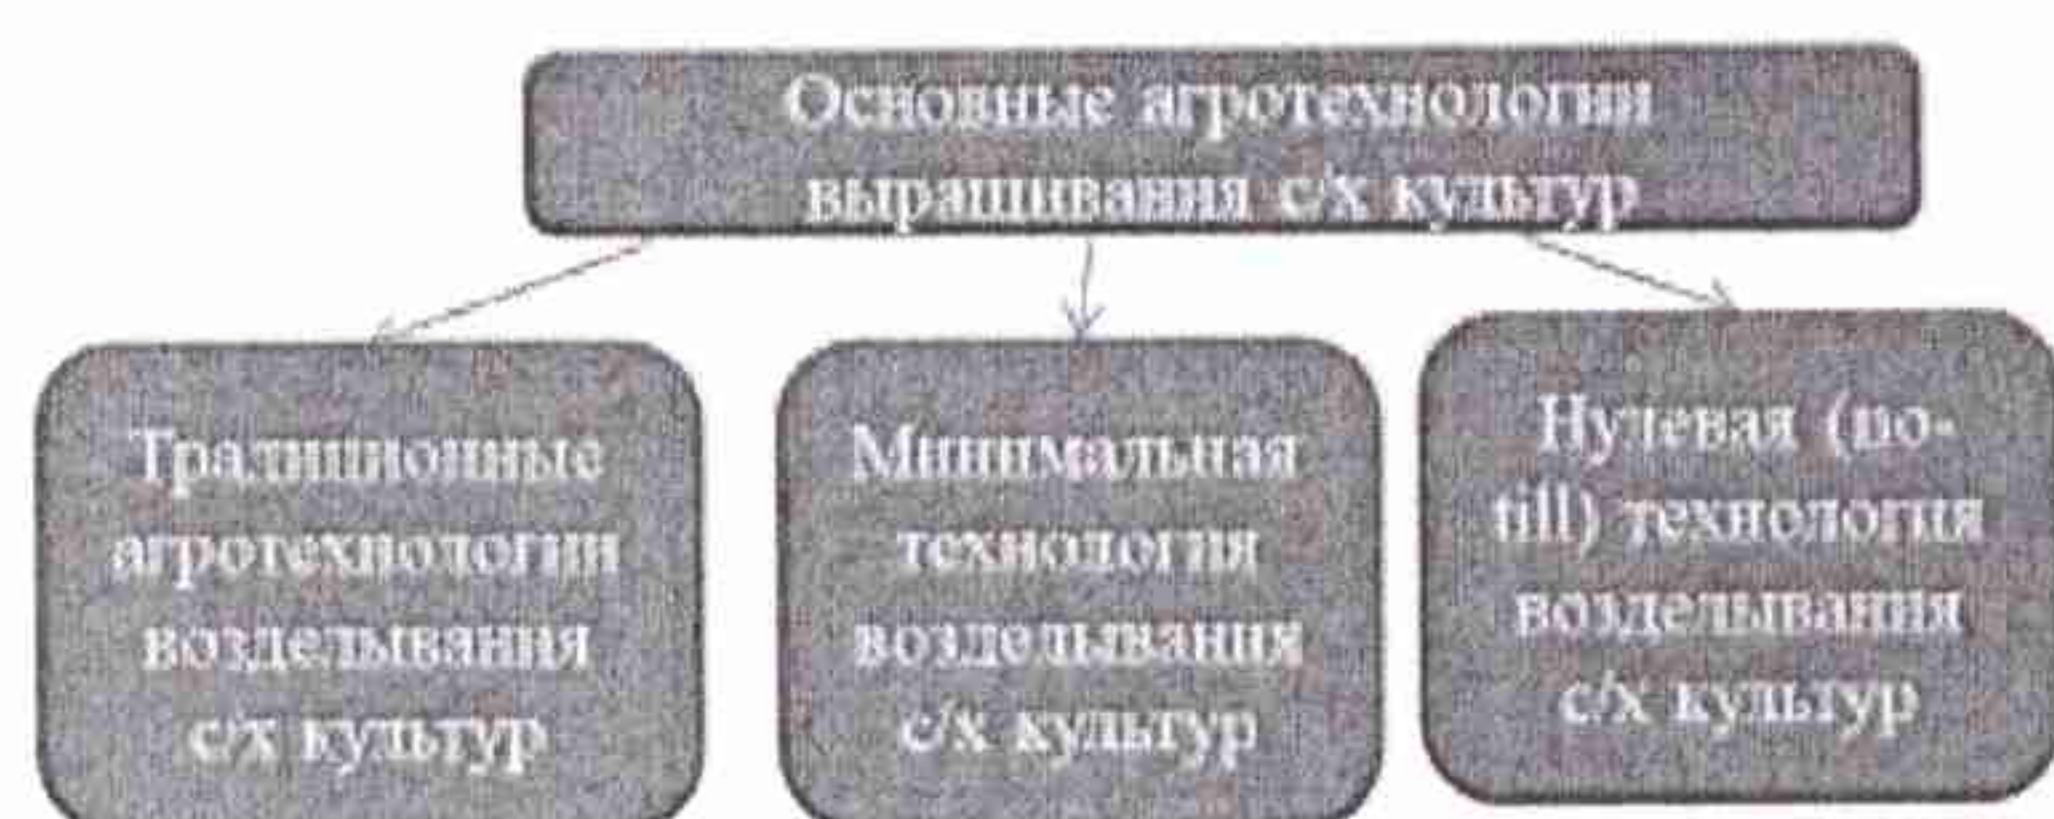 Основные агротехнологии
выращивания с/х культур
Традиционные
агротехнологии
возделывания
с/х культур
Минимальная
технология
возделывания
с/х культур
Нулевая (no-
till) технология
возделывания
с/х культур